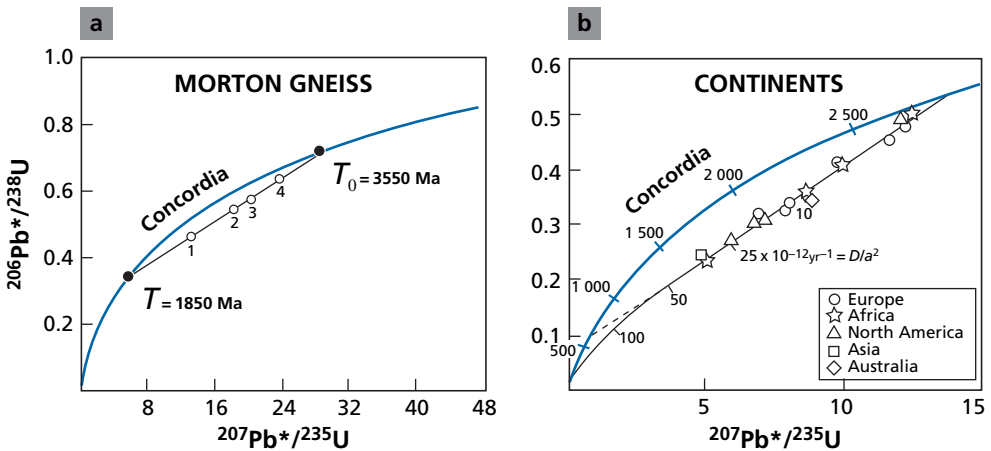 a
MORTON GNEISS
1.0
0.8
0.6
0.4
0.2
206Pb*/238U
Concordia
T0 = 3550 Ma
4
3
2
1
T = 1850 Ma
8
16
24
32
40
48
207Pb*/235U
b
CONTINENTS
0.6
0.5
0.4
0.3
0.2
0.1
Concordia
2 500
2 000
1 500
1 000
500
10
25 x 10–12yr–1 = D/a2
50
100
Europe
Africa
North America
Asia
Australia
5
10
15
207Pb*/235U